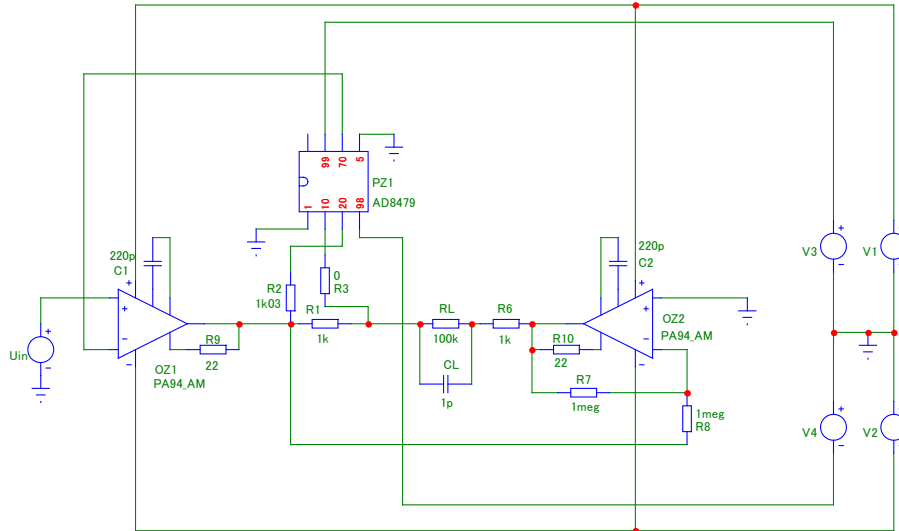 99
70
5
PZ1
AD8479
1
10
20
98
220p
C1
+
R2
1k03
0
R3
R1
1k
RL
100k
R6
1k
220p
C2
+
V3
+
-
V1
+
-
Uin
+
-
+
-
-
R9
22
OZ1
PA94_AM
CL
1p
R10
22
R7
1meg
+
-
-
OZ2
PA94_AM
1meg
R8
V4
+
-
V2
+
-